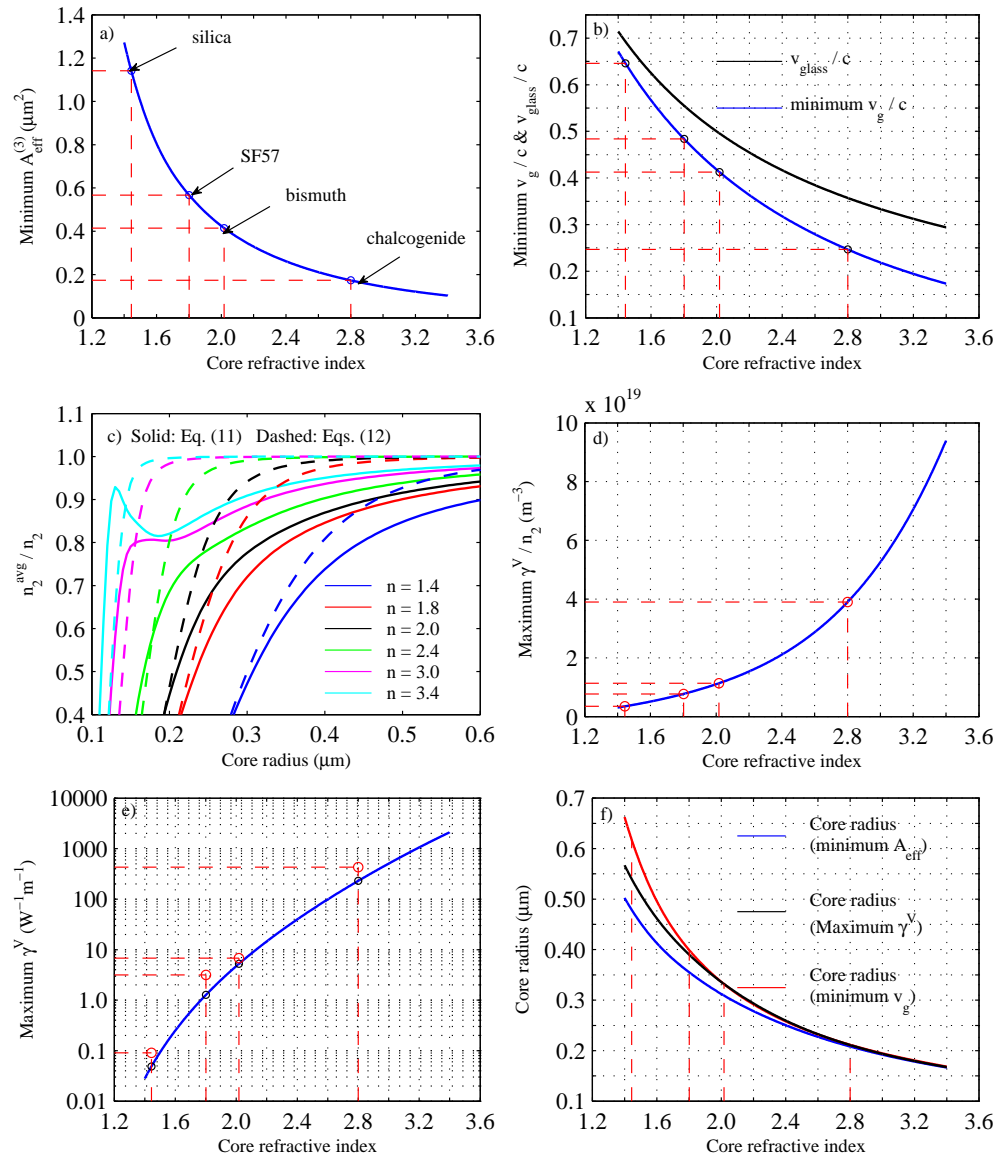 a)
silica
SF57
bismuth
chalcogenide
Minimum A_eff^(3) (μm²)
1.4
1.2
1.0
0.8
0.6
0.4
0.2
0
1.2 1.6 2.0 2.4 2.8 3.2 3.6
Core refractive index
b)
v_glass / c
minimum v_g / c
Minimum v_g / c & v_glass / c
0.7
0.6
0.5
0.4
0.3
0.2
0.1
1.2 1.6 2.0 2.4 2.8 3.2 3.6
Core refractive index
c) Solid: Eq. (11) Dashed: Eqs. (12)
n_2^avg / n_2
1.1
1.0
0.9
0.8
0.7
0.6
0.5
0.4
n = 1.4
n = 1.8
n = 2.0
n = 2.4
n = 3.0
n = 3.4
0.1 0.2 0.3 0.4 0.5 0.6
Core radius (μm)
x 10^19
d)
Maximum γ^V / n_2 (m^−3)
10
8
6
4
2
0
1.2 1.6 2.0 2.4 2.8 3.2 3.6
Core refractive index
e)
Maximum γ^V (W^−1 m^−1)
10000
1000
100
10
1.0
0.1
0.01
1.2 1.6 2.0 2.4 2.8 3.2 3.6
Core refractive index
f)
Core radius
(minimum A_eff)
Core radius
(Maximum γ^V)
Core radius
(minimum v_g)
Core radius (μm)
0.7
0.6
0.50
0.40
0.3
0.2
0.1
1.2 1.6 2.0 2.4 2.8 3.2 3.6
Core refractive index